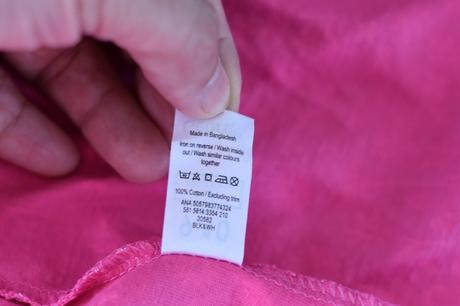 Made in Bangladesh
iron on reverse / Wash inside
out / Wash similar colours
together
100% Cotton / Excluding trim
ANA 5057983774324
581 5814 3354 210
20582
BLK&WH